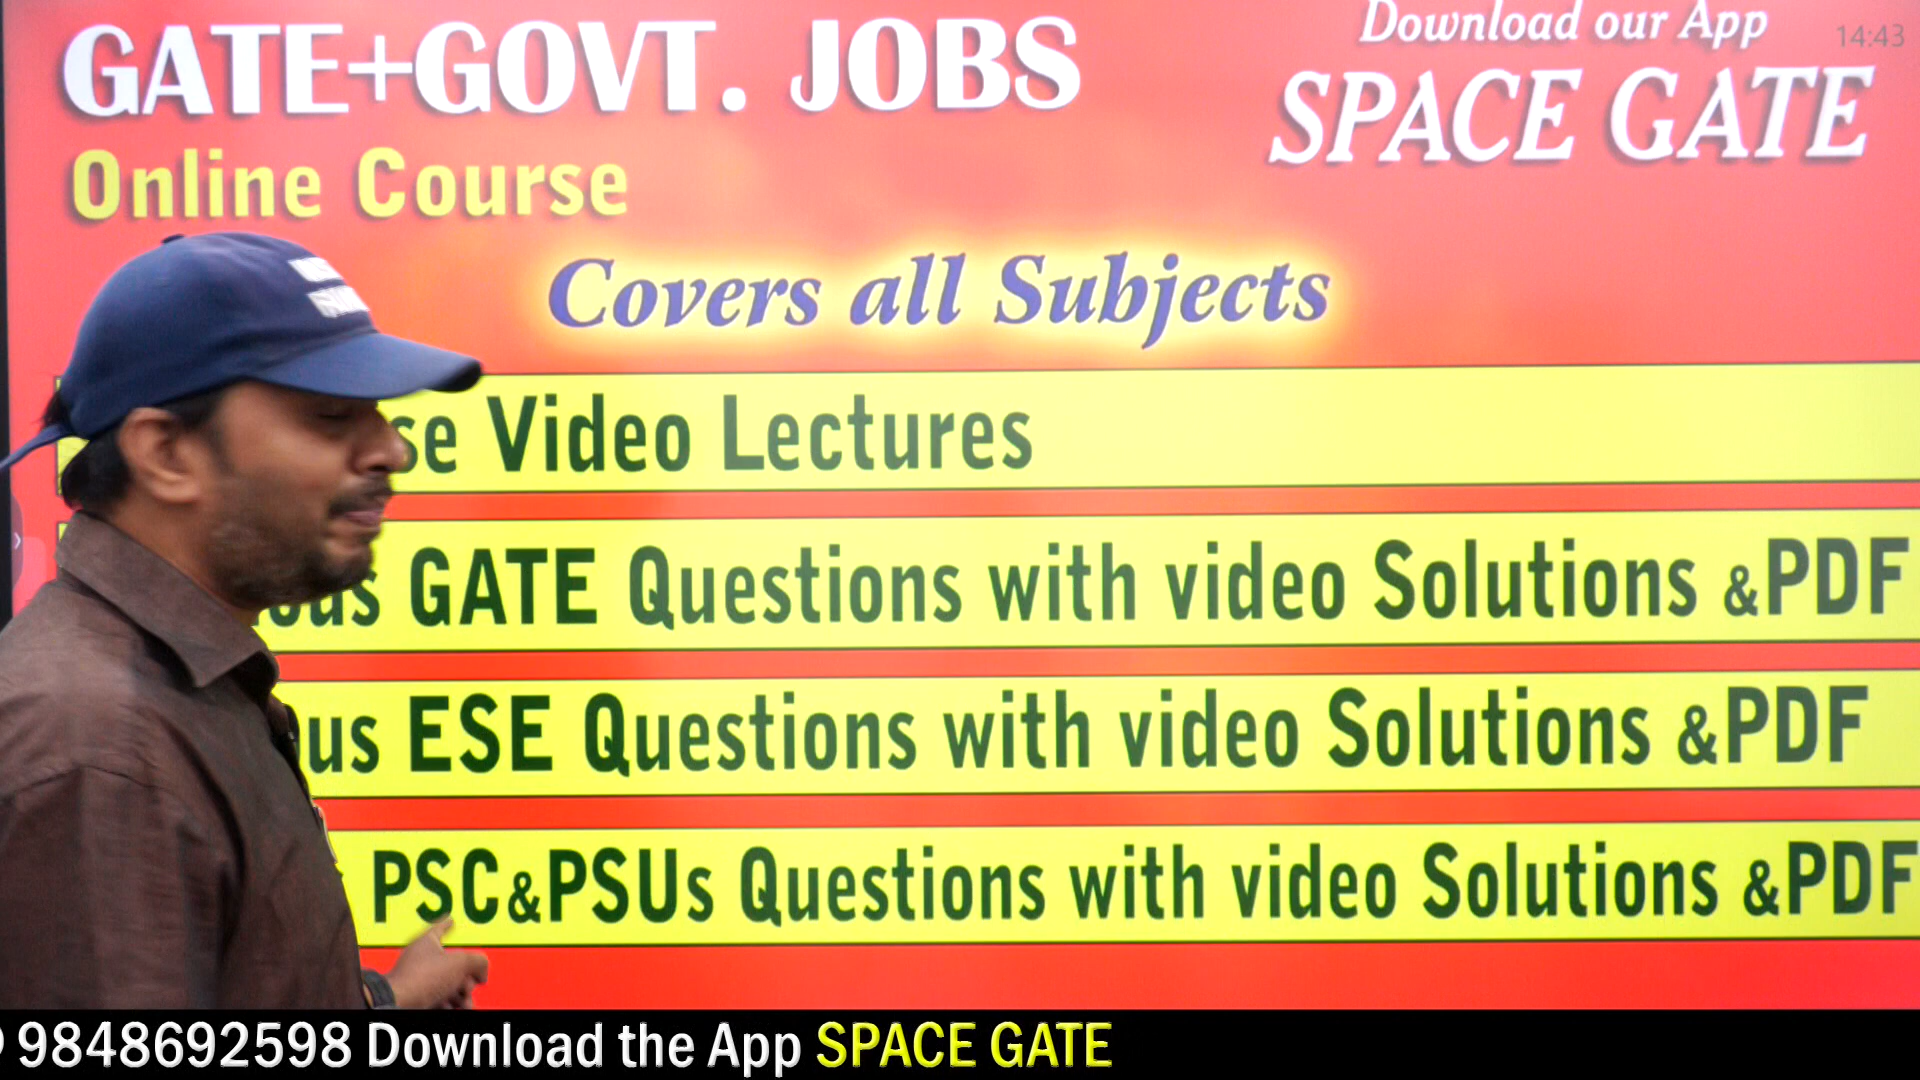 GATE+GOVT. JOBS
Download our App
14:43
SPACE GATE
Online Course
Covers all Subjects
Video Lectures
GATE Questions with video Solutions &PDF
ESE Questions with video Solutions &PDF
PSC&PSUs Questions with video Solutions &PDF
9848692598 Download the App SPACE GATE